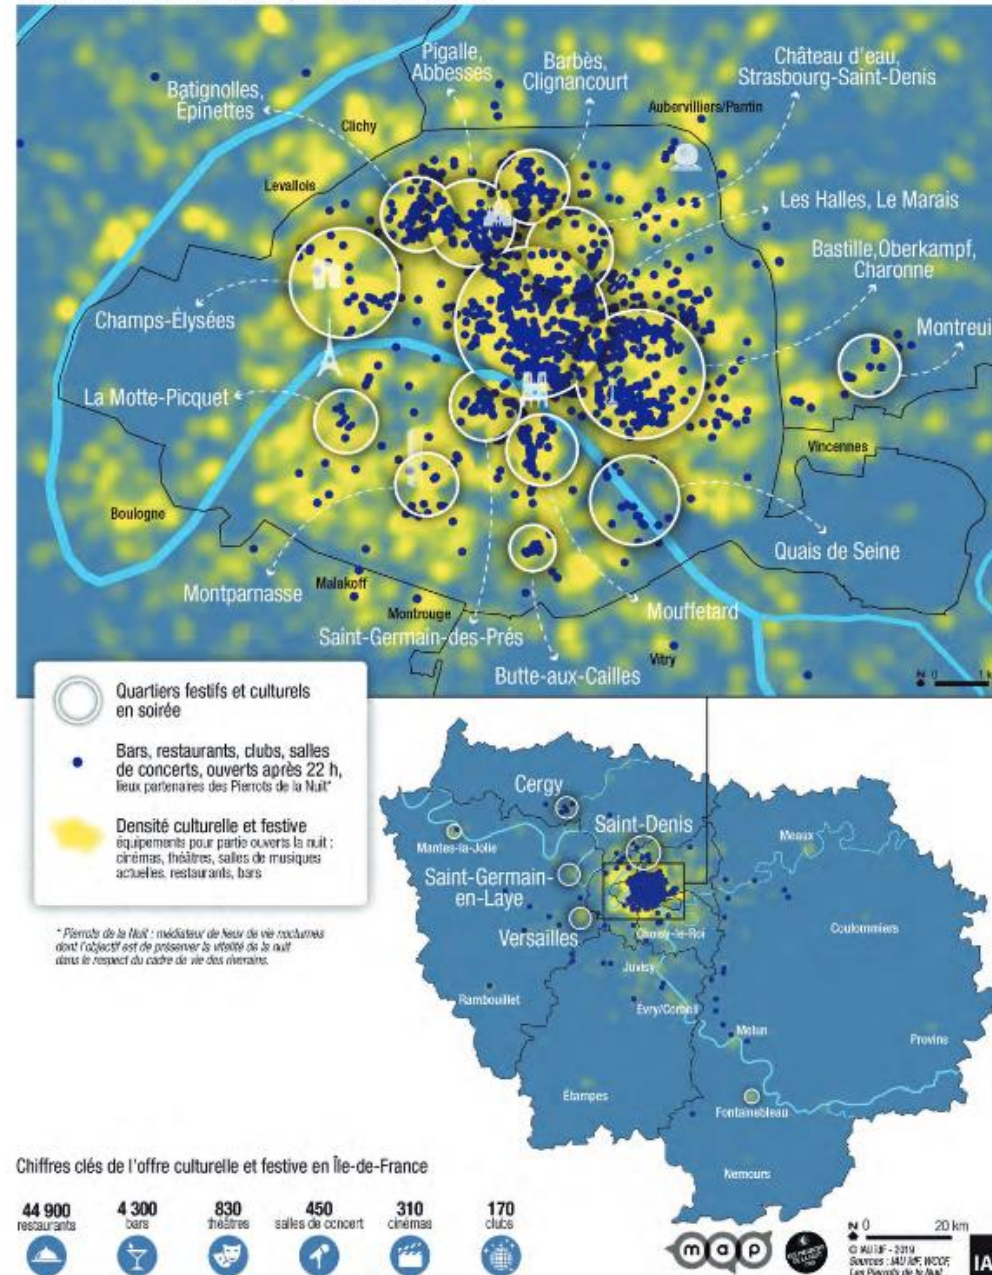 Pigalle,
Abbesses
Barbès,
Clignancourt
Château d'eau,
Strasbourg-Saint-Denis
Batignolles,
Épinettes
Clichy
Aubervilliers/Pantin
Levallois
Les Halles, Le Marais
Bastille, Oberkampf,
Charonne
Champs-Élysées
Montreui
La Motte-Picquet
Vincennes
Boulogne
Quais de Seine
Montparnasse
Malakoff
Montrouge
Mouffetard
Saint-Germain-des-Prés
Vitry
Butte-aux-Cailles
N 0 1 k
Quartiers festifs et culturels
en soirée
Bars, restaurants, clubs, salles
de concerts, ouverts après 22 h,
lieux partenaires des Pierrots de la Nuit*
Densité culturelle et festive
équipements pour partie ouverts la nuit :
cinémas, théâtres, salles de musiques
actuelles, restaurants, bars
* Pierrots de la Nuit : médiateur de lieux de vie nocturnes
dont l'objectif est de préserver la vitalité de la nuit
dans le respect du cadre de vie des riverains.
Cergy
Saint-Denis
Mantes-la-Jolie
Meaux
Saint-Germain-
en-Laye
Versailles
Choisy-le-Roi
Coulommiers
Juvisy
Rambouillet
Évry/Corbeil
Melun
Provins
Étampes
Fontainebleau
Nemours
Chiffres clés de l'offre culturelle et festive en Île-de-France
44 900
restaurants
4 300
bars
830
théâtres
450
salles de concert
310
cinémas
170
clubs
map
N 0 20 km
© IAU îdF - 2019
Sources : IAU îdF, WCCF,
Les Pierrots de la Nuit
IA